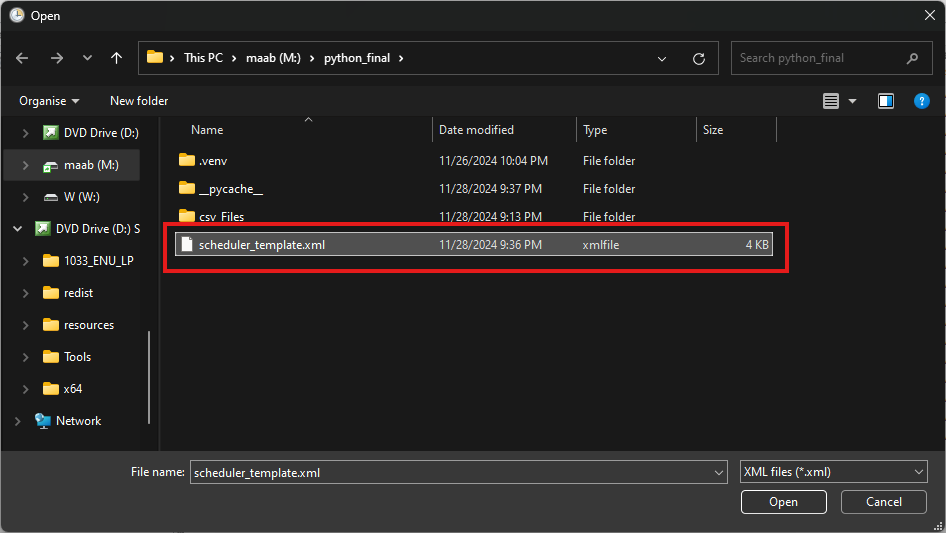 Open
This PC > maab (M:) > python_final >
Search python_final
Organise New folder
DVD Drive (D:)
maab (M:)
W (W:)
DVD Drive (D:) S
1033_ENU_LP
redist
resources
Tools
x64
Network
Name Date modified Type Size
.venv 11/26/2024 10:04 PM File folder
__pycache__ 11/28/2024 9:37 PM File folder
csv_Files 11/28/2024 9:13 PM File folder
scheduler_template.xml 11/28/2024 9:36 PM xmlfile 4 KB
File name: scheduler_template.xml XML files (*.xml)
Open Cancel